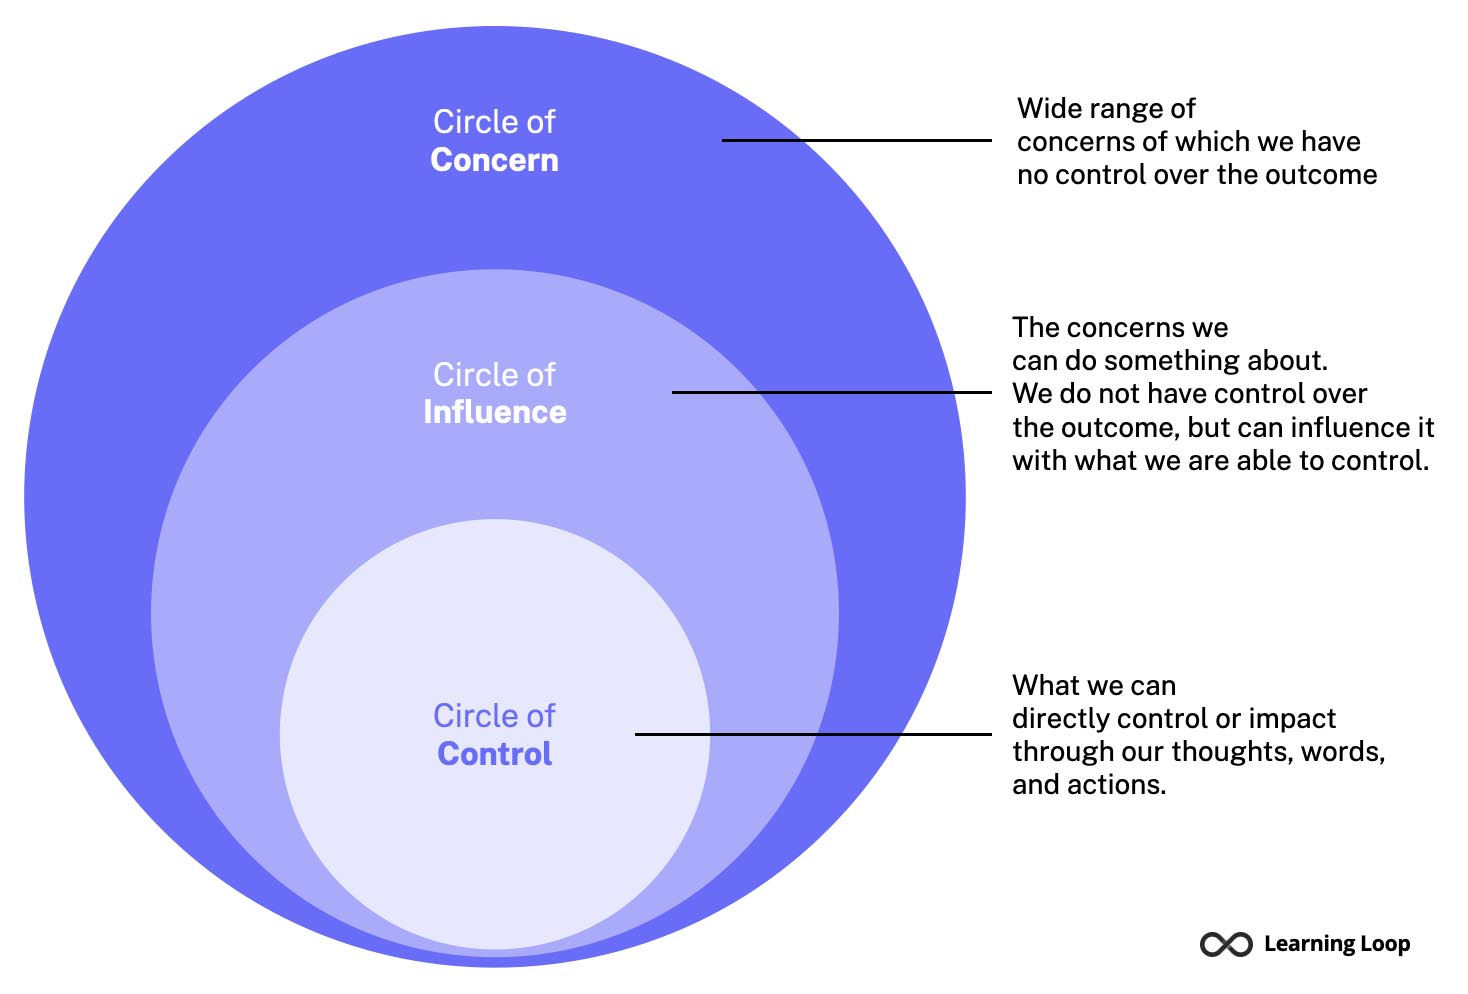 Circle of
Concern
Wide range of
concerns of which we have
no control over the outcome
Circle of
Influence
The concerns we
can do something about.
We do not have control over
the outcome, but can influence it
with what we are able to control.
Circle of
Control
What we can
directly control or impact
through our thoughts, words,
and actions.
Learning Loop